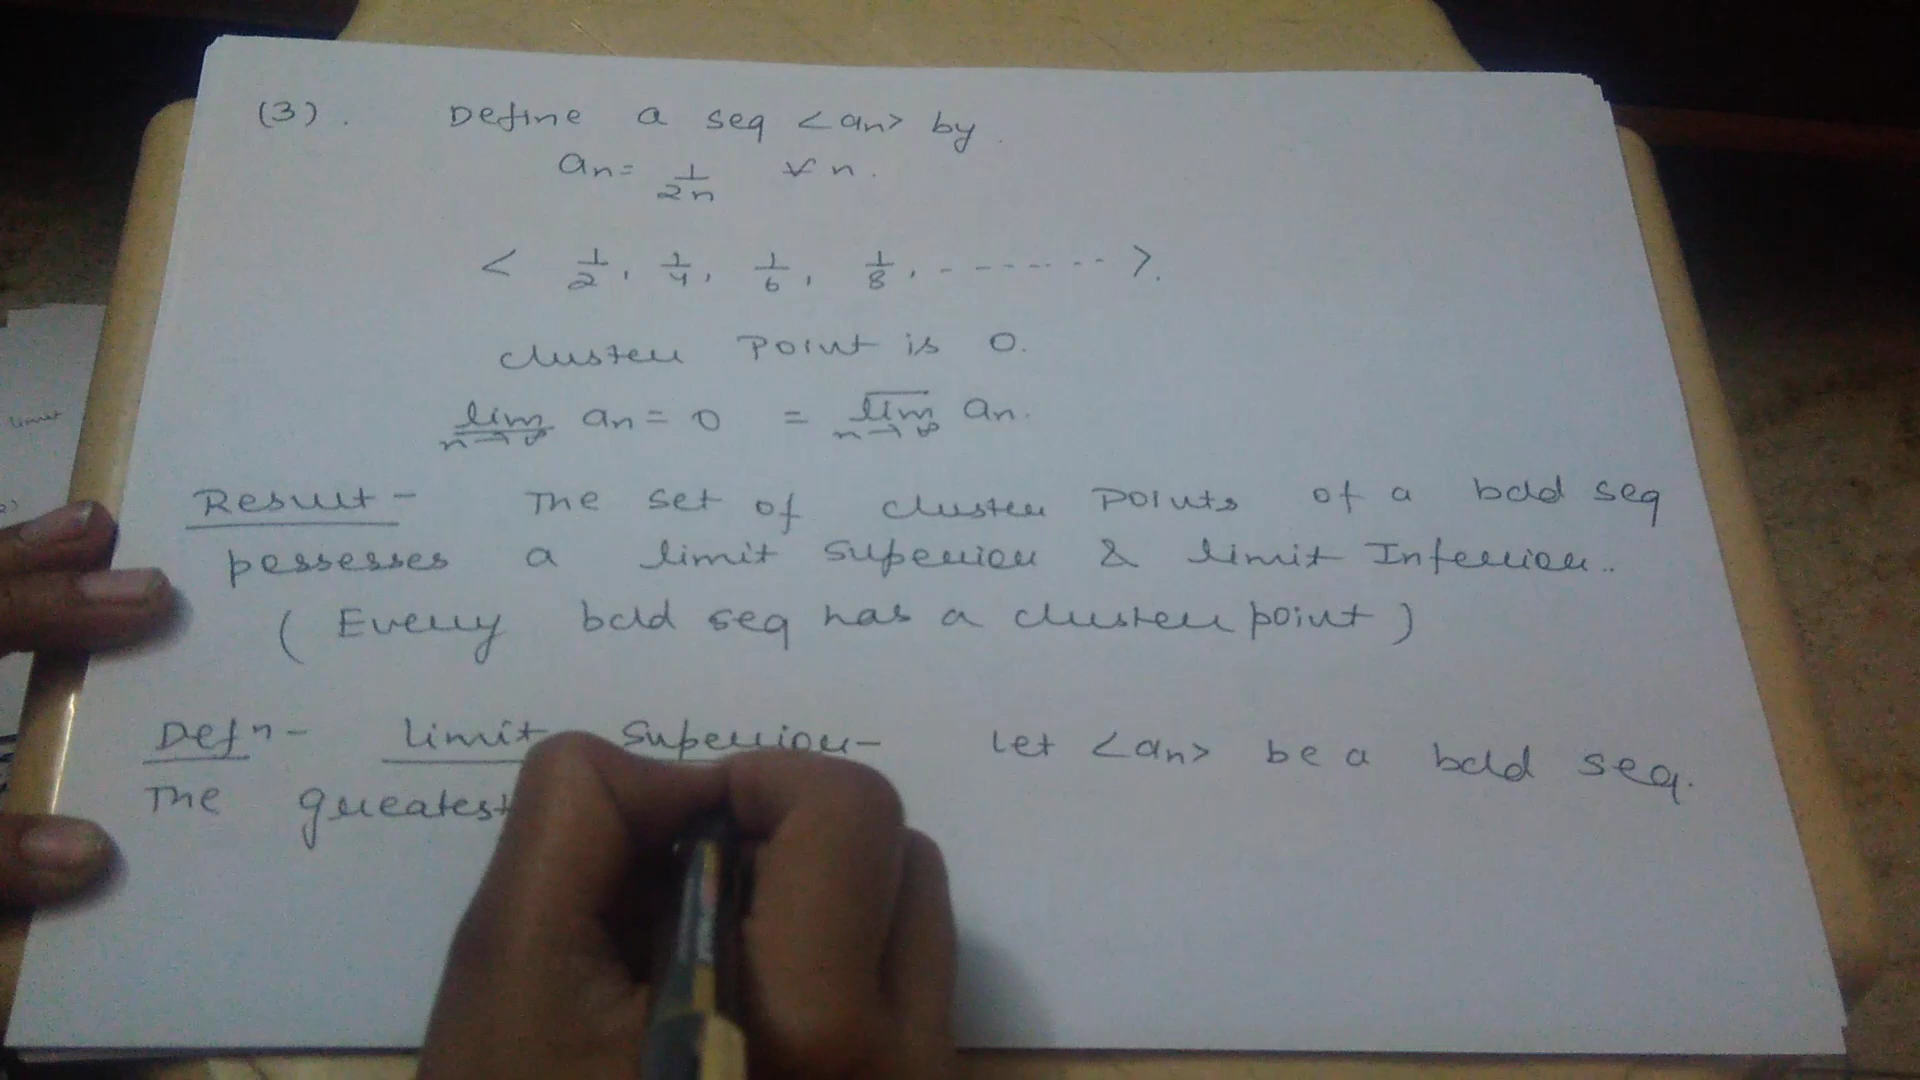 (3). Define a seq <an> by.
an = 1/2n ∀ n.
< 1/2, 1/4, 1/6, 1/8, - - - - - - - >.
cluster Point is 0.
lim n→∞ an = 0 = lim n→∞ an.
Result - The set of cluster points of a bdd seq
possesses a limit superior & limit Inferior..
( Every bdd seq has a cluster point )
Defn - limit Superior - Let <an> be a bdd seq.
The greatest
limit